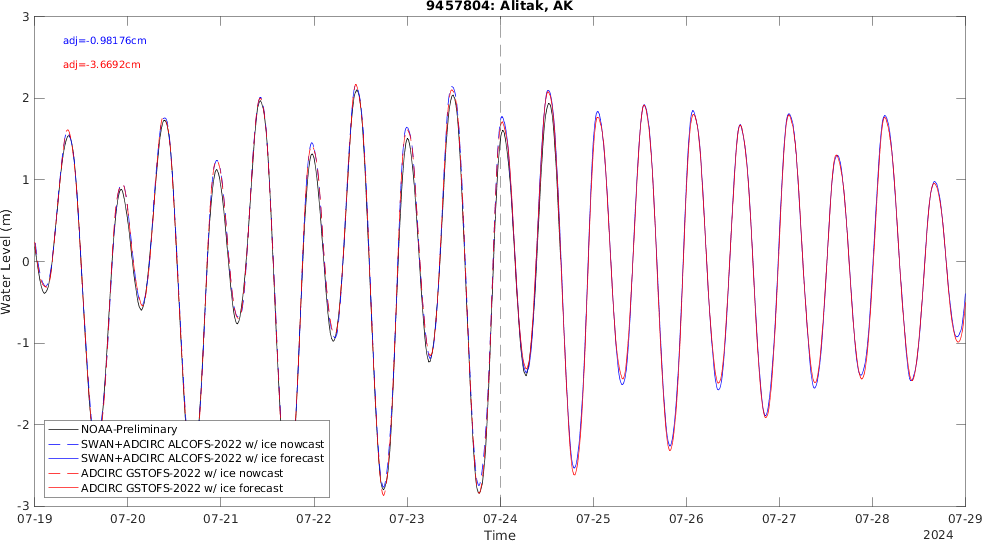 9457804: Alitak, AK
adj=-0.98176cm
adj=-3.6692cm
3
2
1
0
-1
-2
-3
Water Level (m)
NOAA-Preliminary
SWAN+ADCIRC ALCOFS-2022 w/ ice nowcast
SWAN+ADCIRC ALCOFS-2022 w/ ice forecast
ADCIRC GSTOFS-2022 w/ ice nowcast
ADCIRC GSTOFS-2022 w/ ice forecast
07-19 07-20 07-21 07-22 07-23 07-24 07-25 07-26 07-27 07-28 07-29
Time
2024